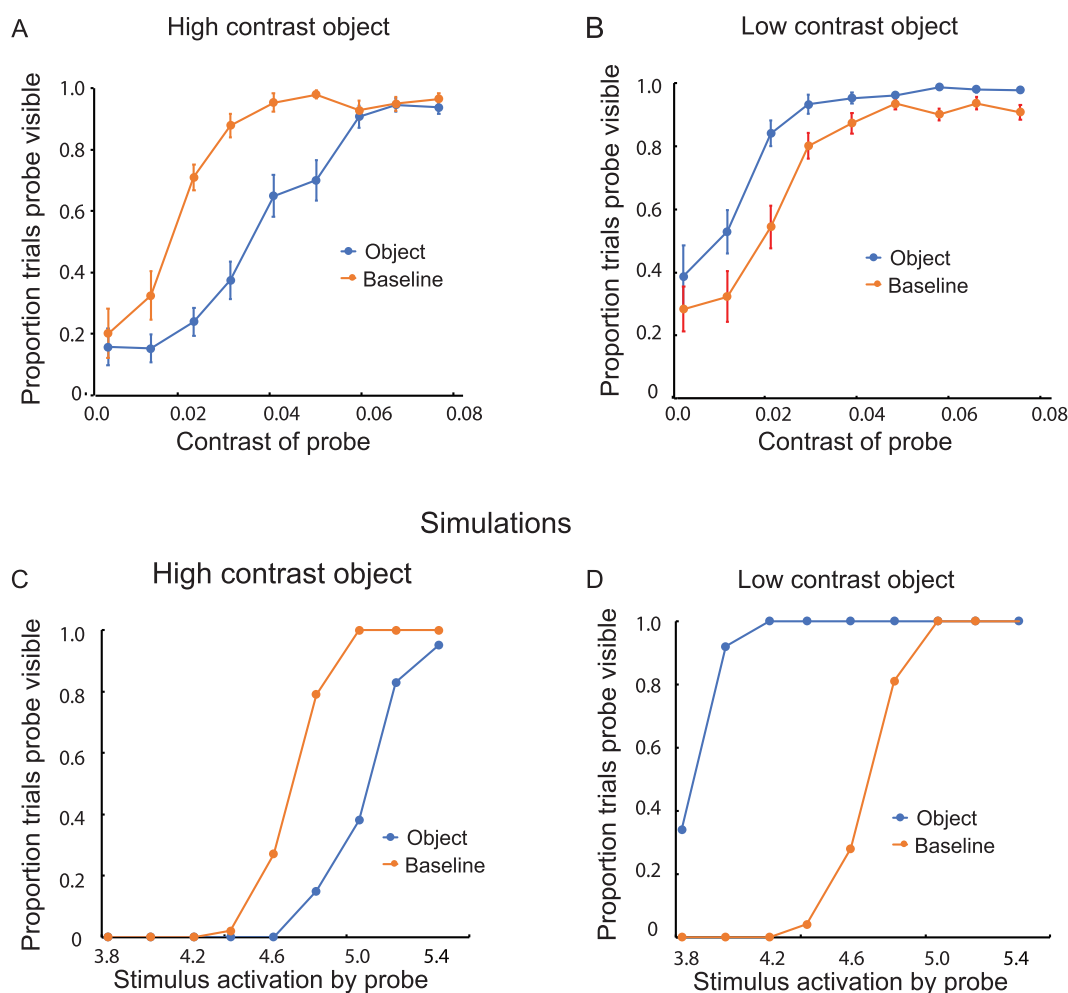 A
High contrast object
Proportion trials probe visible
1.0
0.8
0.6
0.4
0.2
0
Object
Baseline
0.0 0.02 0.04 0.06 0.08
Contrast of probe
B
Low contrast object
Proportion trials probe visible
1.0
0.8
0.6
0.4
0.2
0
Object
Baseline
0.0 0.02 0.04 0.06 0.08
Contrast of probe
Simulations
C
High contrast object
Proportion trials probe visible
1.0
0.8
0.6
0.4
0.2
0
Object
Baseline
3.8 4.2 4.6 5.0 5.4
Stimulus activation by probe
D
Low contrast object
Proportion trials probe visible
1.0
0.8
0.6
0.4
0.2
0
Object
Baseline
3.8 4.2 4.6 5.0 5.4
Stimulus activation by probe